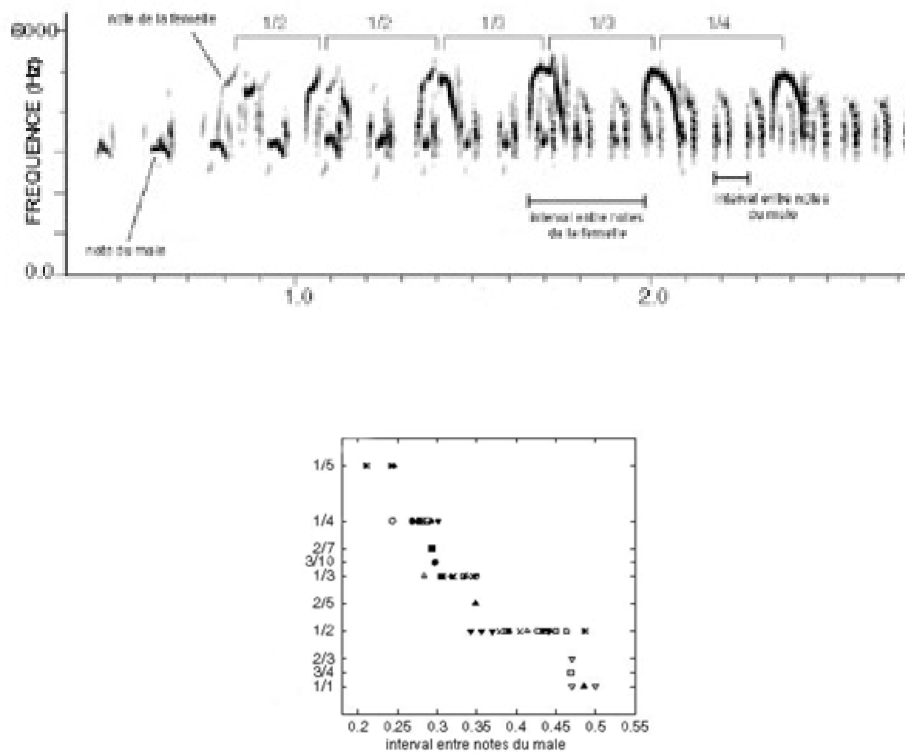 1/2 1/2 1/3 1/3 1/4
note de la femelle
6000
FREQUENCE (Hz)
interval entre notes
de la femelle
interval entre notes
du male
note du male
0.0
1.0 2.0
1/5
1/4
2/7
3/10
1/3
2/5
1/2
2/3
3/4
1/1
0.2 0.25 0.3 0.35 0.4 0.45 0.5 0.55
interval entre notes du male